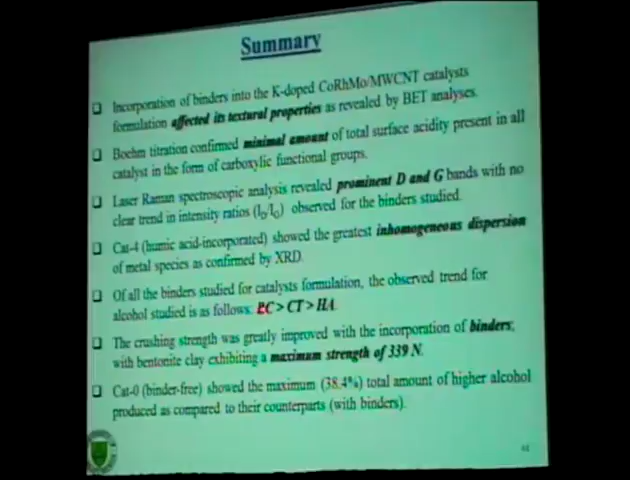 Summary
❑ Incorporation of binders into the K-doped CoRhMo/MWCNT catalysts
formulation affected its textural properties as revealed by BET analyses.
❑ Boehm titration confirmed minimal amount of total surface acidity present in all
catalyst in the form of carboxylic functional groups.
❑ Laser Raman spectroscopic analysis revealed prominent D and G bands with no
clear trend in intensity ratios (ID/IG) observed for the binders studied.
❑ Cat-4 (humic acid-incorporated) showed the greatest inhomogeneous dispersion
of metal species as confirmed by XRD.
❑ Of all the binders studied for catalysts formulation, the observed trend for
alcohol studied is as follows: BC > CT > HA.
❑ The crushing strength was greatly improved with the incorporation of binders;
with bentonite clay exhibiting a maximum strength of 339 N.
❑ Cat-0 (binder-free) showed the maximum (38.4%) total amount of higher alcohol
produced as compared to their counterparts (with binders).